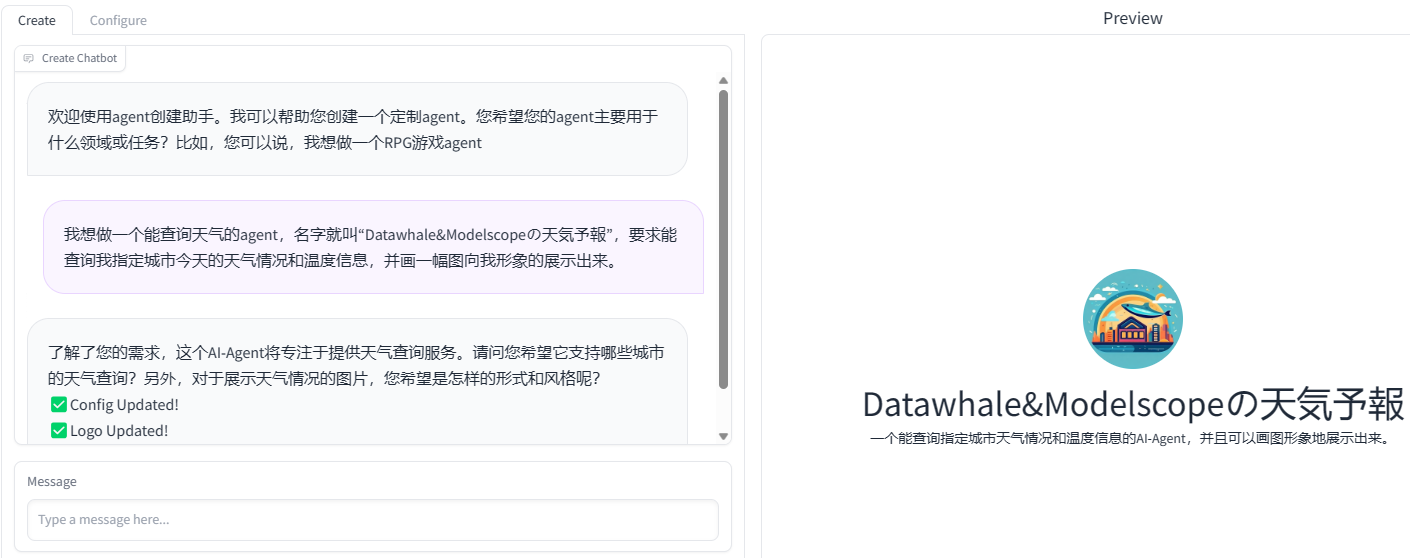 Create
Configure
Preview
Create Chatbot
欢迎使用agent创建助手。我可以帮助您创建一个定制agent。您希望您的agent主要用于
什么领域或任务？比如，您可以说，我想做一个RPG游戏agent
我想做一个能查询天气的agent，名字就叫“Datawhale&Modelscopeの天気予報”，要求能
查询我指定城市今天的天气情况和温度信息，并画一幅图向我形象的展示出来。
了解了您的需求，这个AI-Agent将专注于提供天气查询服务。请问您希望它支持哪些城市
的天气查询？另外，对于展示天气情况的图片，您希望是怎样的形式和风格呢？
✅Config Updated!
✅Logo Updated!
Message
Type a message here...
Datawhale&Modelscopeの天気予報
一个能查询指定城市天气情况和温度信息的AI-Agent，并且可以画图形象地展示出来。